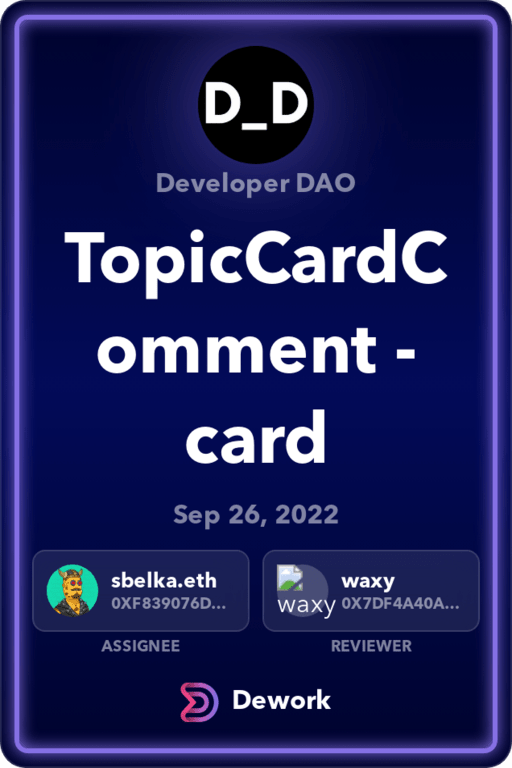 D_D
Developer DAO
TopicCardC
omment -
card
Sep 26, 2022
sbelka.eth
0XF839076D...
ASSIGNEE
waxy
waxy
0X7DF4A40A...
REVIEWER
Dework